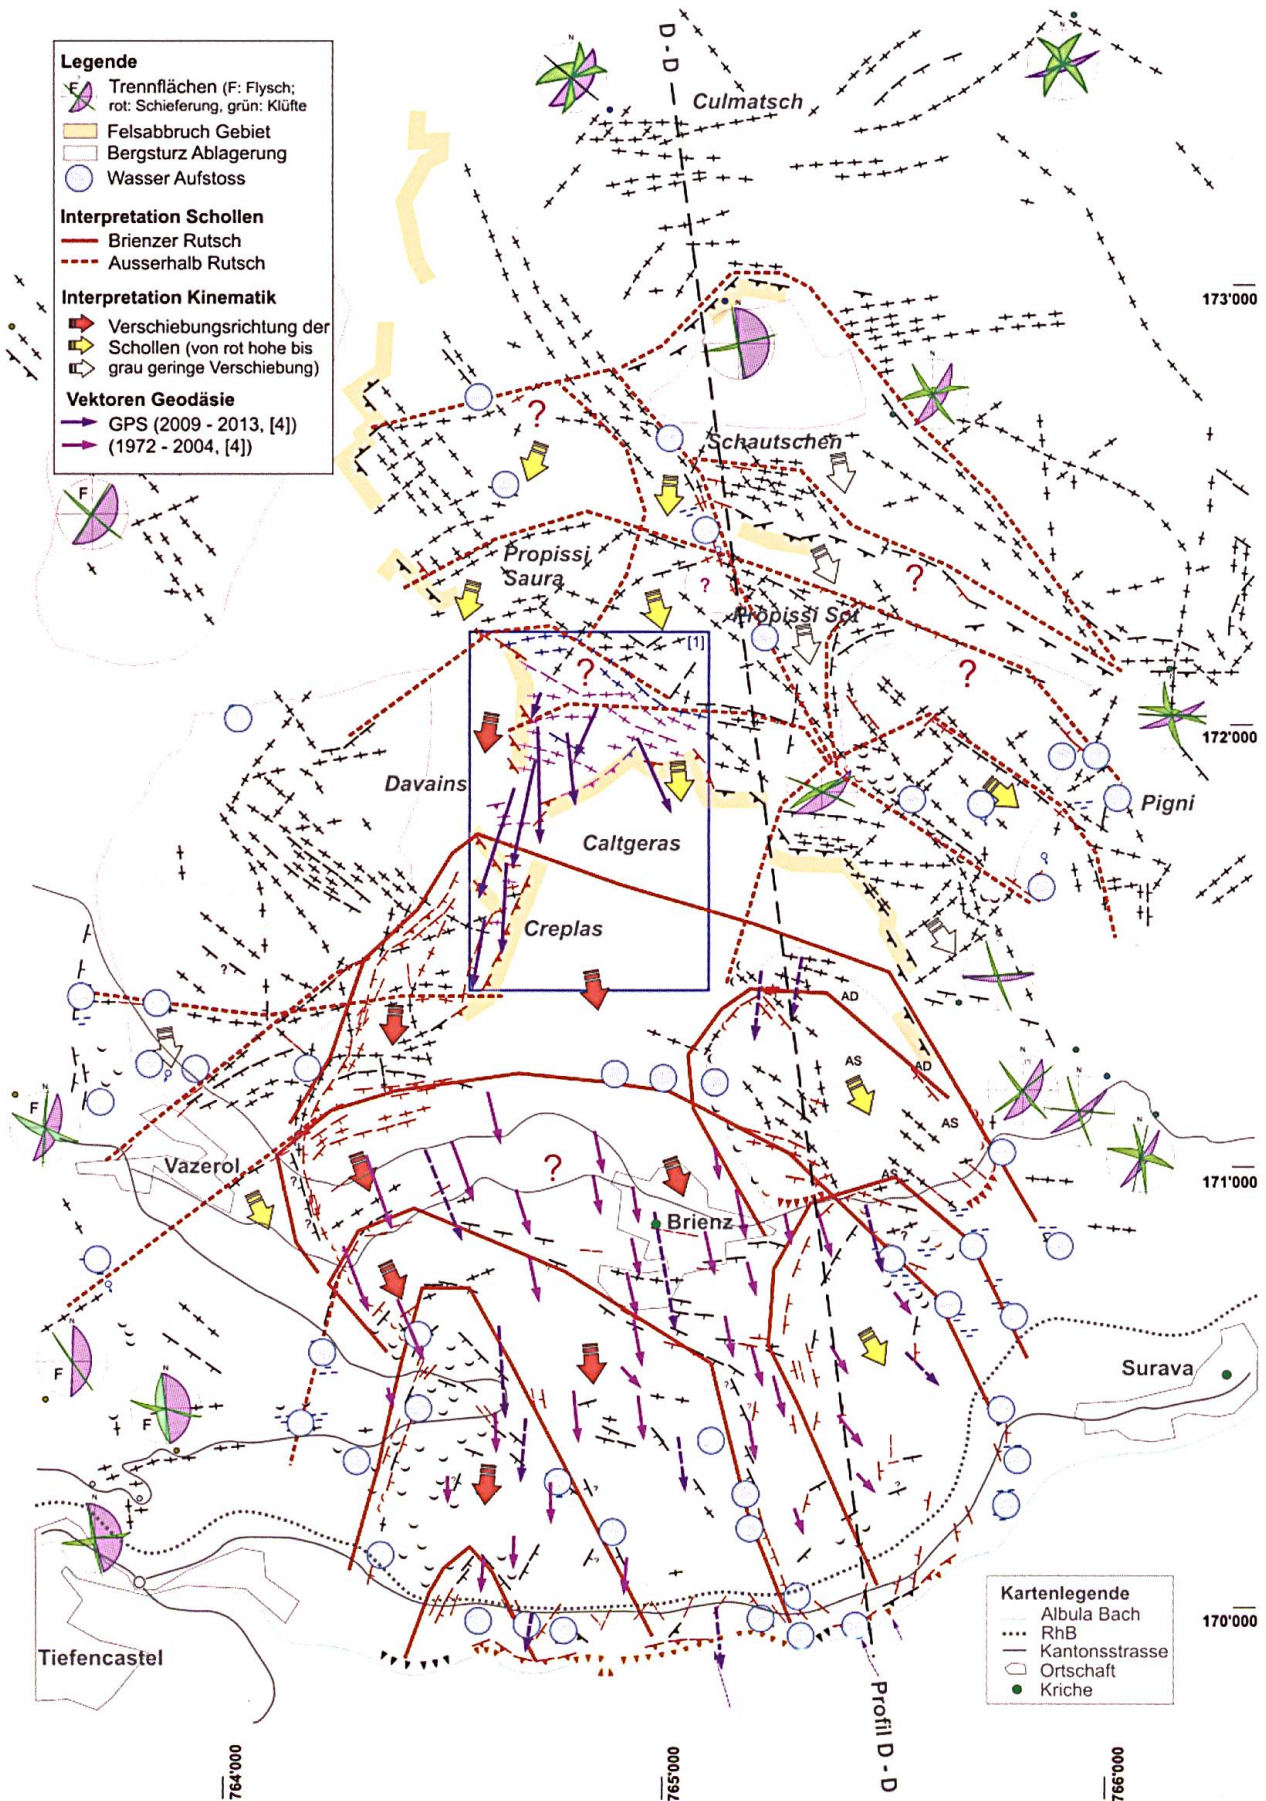 Legende
F
Trennflächen (F: Flysch;
rot: Schieferung, grün: Klüfte
Felsabbruch Gebiet
Bergsturz Ablagerung
Wasser Aufstoss
Interpretation Schollen
Brienzer Rutsch
Ausserhalb Rutsch
Interpretation Kinematik
Verschiebungsrichtung der
Schollen (von rot hohe bis
grau geringe Verschiebung)
Vektoren Geodäsie
GPS (2009 - 2013, [4])
(1972 - 2004, [4])
N
D - D
N
Culmatsch
173'000
N
N
?
Schautschen
F
Propissi
Saura
?
?
Propissi Sot
[1]
?
?
172'000
Davains
Pigni
Caltgeras
Creplas
?
AD
AS
AD
AS
N
F
N
N
N
Vazerol
?
?
AS
171'000
?
Brienz
?
N
F
N
F
Surava
?
?
?
?
?
N
?
Kartenlegende
Albula Bach
RhB
Kantonsstrasse
Ortschaft
Kriche
170'000
Tiefencastel
Profil D - D
764'000
765'000
766'000